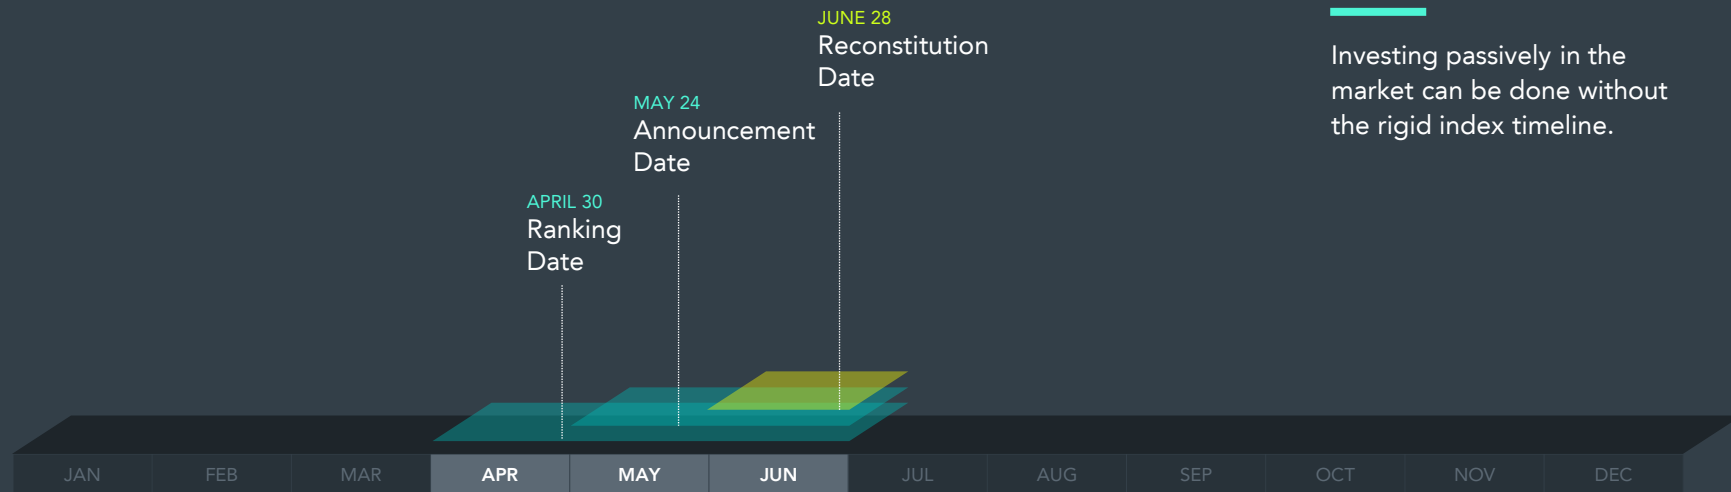 JUNE 28
Reconstitution
Date
MAY 24
Announcement
Date
APRIL 30
Ranking
Date
Investing passively in the
market can be done without
the rigid index timeline.
JAN FEB MAR APR MAY JUN JUL AUG SEP OCT NOV DEC